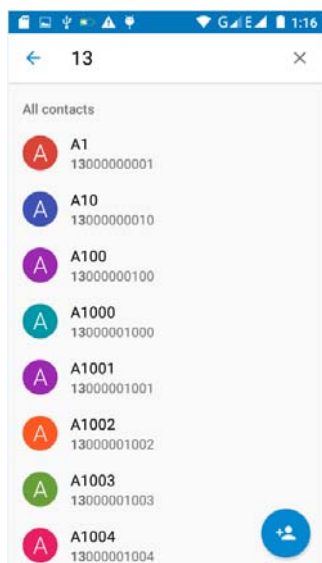 G E 1:16
13
All contacts
A A1
13000000001
A A10
13000000010
A A100
13000000100
A A1000
13000001000
A A1001
13000001001
A A1002
13000001002
A A1003
13000001003
A A1004
13000001004